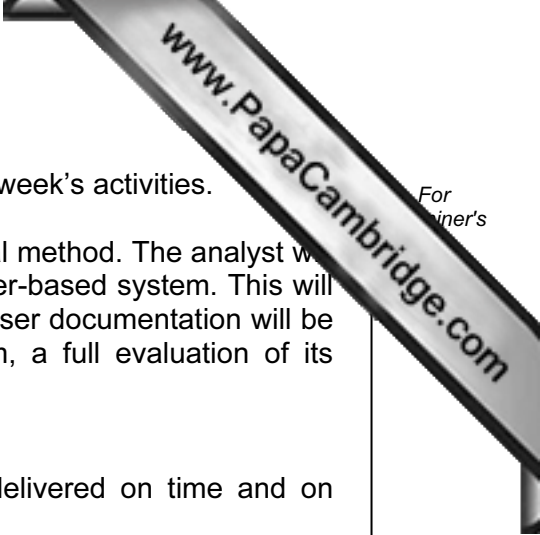 week's activities.
www.PapaCambridge.com
For
iner's
l method. The analyst w
er-based system. This will
ser documentation will be
n, a full evaluation of its
delivered on time and on